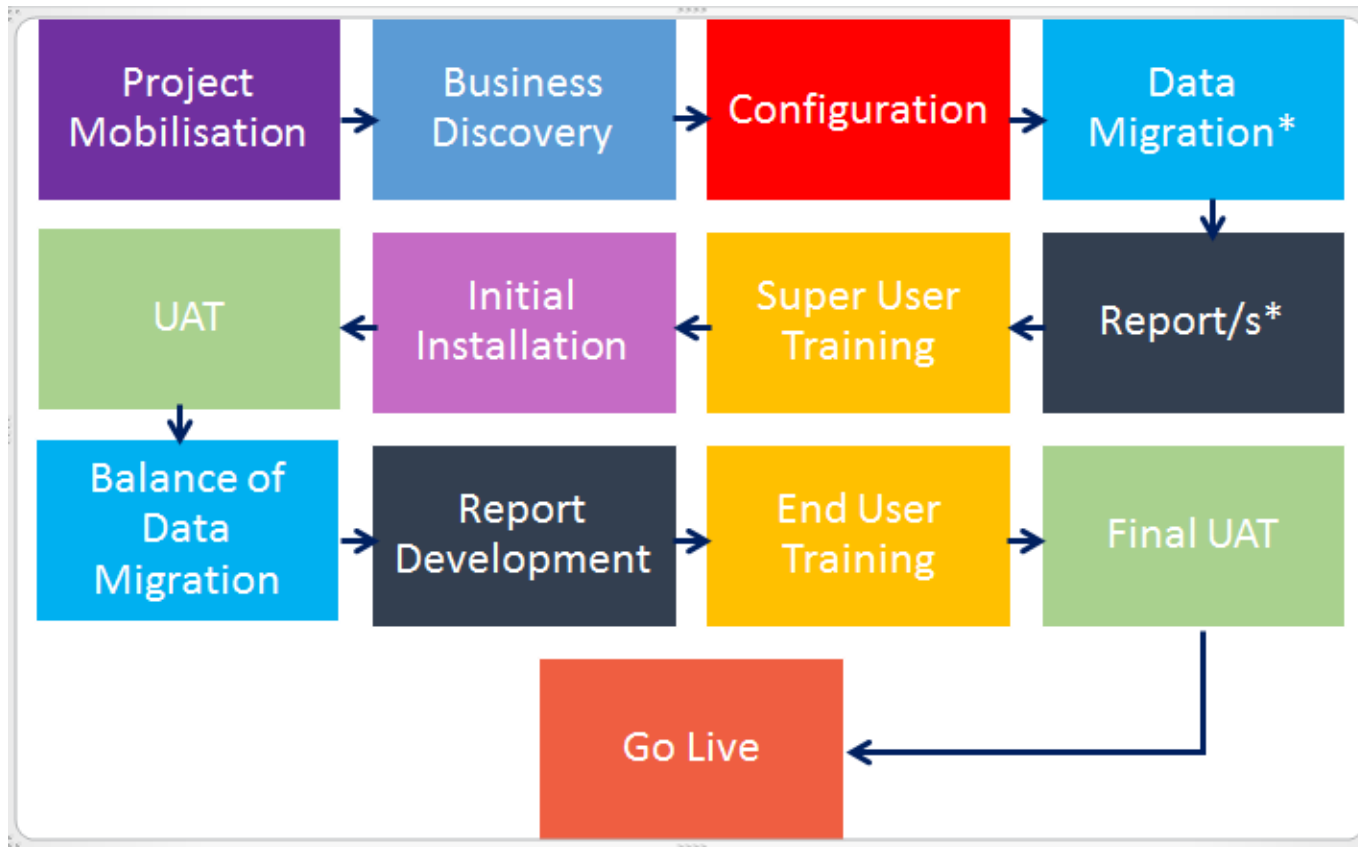 Project
Mobilisation
Business
Discovery
Configuration
Data
Migration*
Report/s*
Super User
Training
Initial
Installation
UAT
Balance of
Data
Migration
Report
Development
End User
Training
Final UAT
Go Live